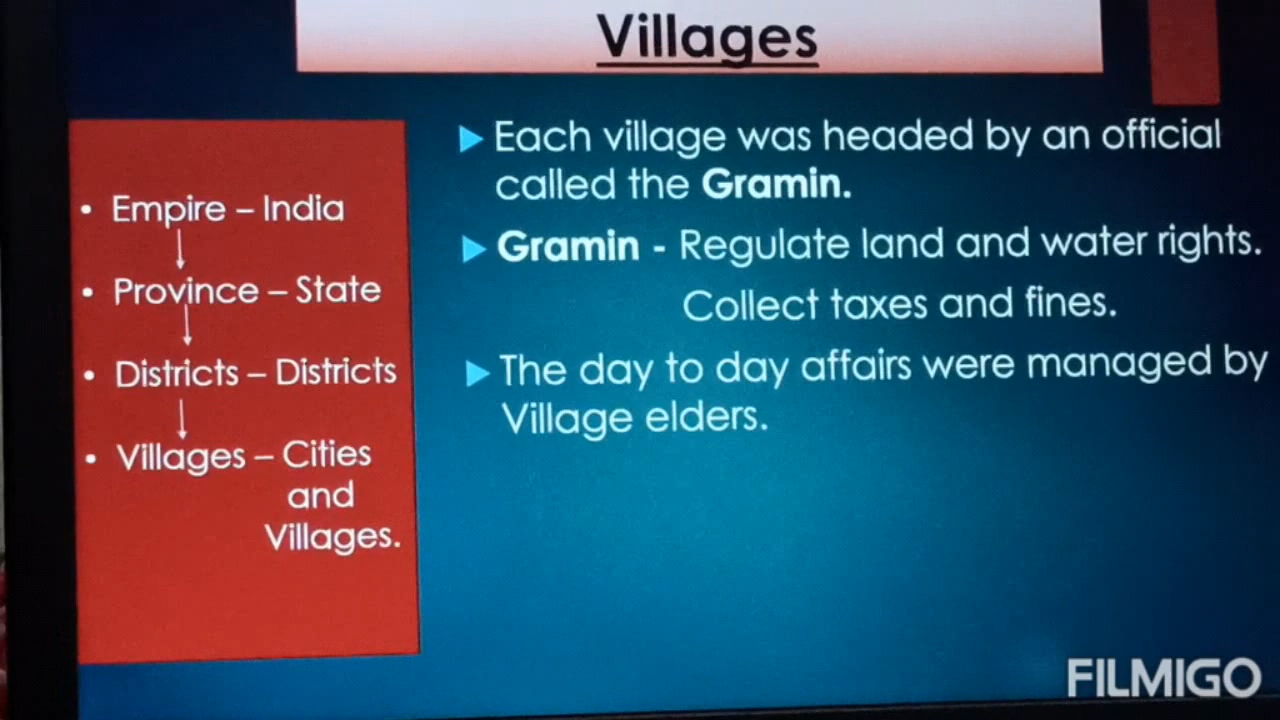 Villages
• Empire – India
• Province – State
• Districts – Districts
• Villages – Cities
and
Villages.
Each village was headed by an official
called the Gramin.
Gramin - Regulate land and water rights.
Collect taxes and fines.
The day to day affairs were managed by
Village elders.
FILMIGO